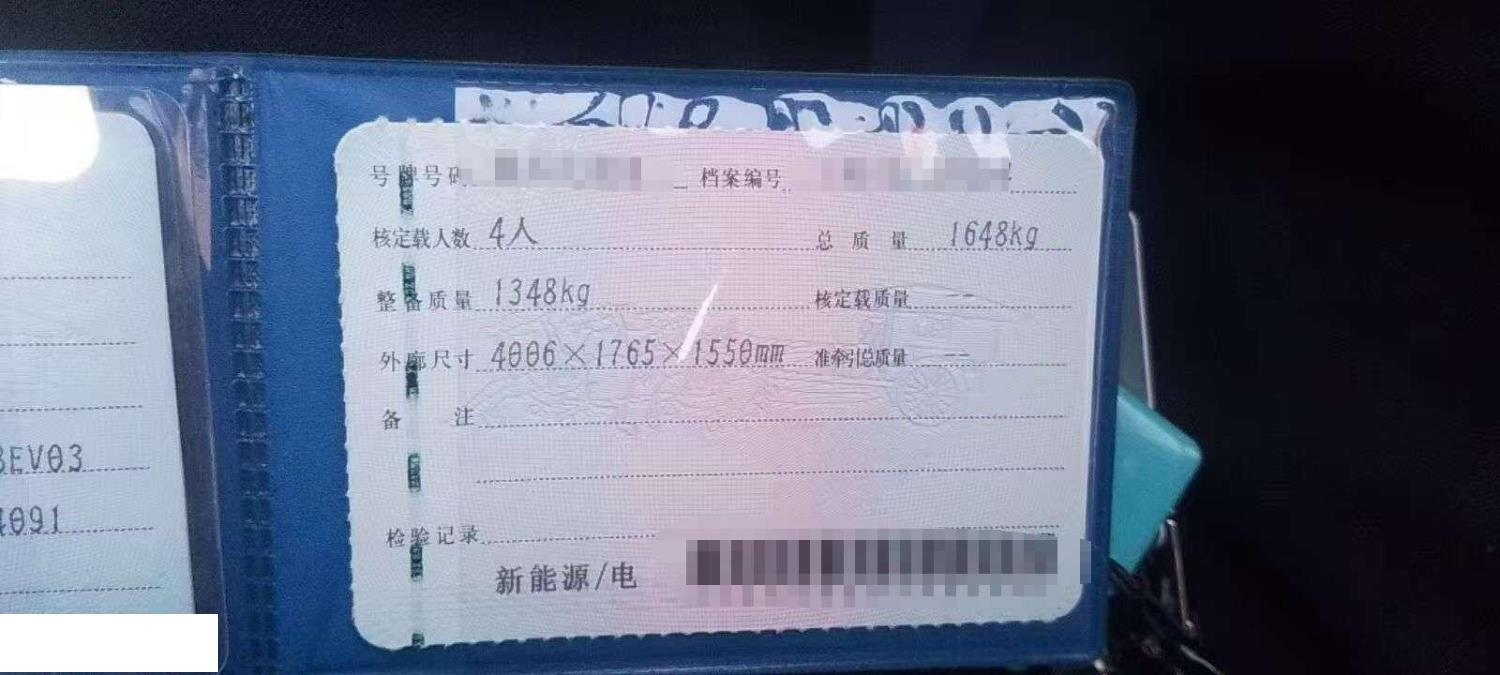 号牌号码 档案编号
核定载人数 4人 总质量 1648kg
整备质量 1348kg 核定载质量 --
外廓尺寸 4006×1765×1550mm 准牵引总质量 --
备注
BEV03
4091
检验记录
新能源/电